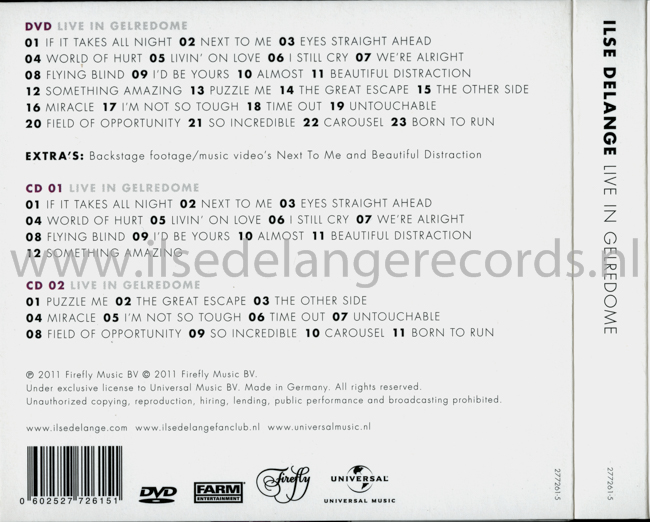 DVD LIVE IN GELREDOME
01 IF IT TAKES ALL NIGHT 02 NEXT TO ME 03 EYES STRAIGHT AHEAD
04 WORLD OF HURT 05 LIVIN' ON LOVE 06 I STILL CRY 07 WE'RE ALRIGHT
08 FLYING BLIND 09 I'D BE YOURS 10 ALMOST 11 BEAUTIFUL DISTRACTION
12 SOMETHING AMAZING 13 PUZZLE ME 14 THE GREAT ESCAPE 15 THE OTHER SIDE
16 MIRACLE 17 I'M NOT SO TOUGH 18 TIME OUT 19 UNTOUCHABLE
20 FIELD OF OPPORTUNITY 21 SO INCREDIBLE 22 CAROUSEL 23 BORN TO RUN
EXTRA'S: Backstage footage/music video's Next To Me and Beautiful Distraction
CD 01 LIVE IN GELREDOME
01 IF IT TAKES ALL NIGHT 02 NEXT TO ME 03 EYES STRAIGHT AHEAD
04 WORLD OF HURT 05 LIVIN' ON LOVE 06 I STILL CRY 07 WE'RE ALRIGHT
08 FLYING BLIND 09 I'D BE YOURS 10 ALMOST 11 BEAUTIFUL DISTRACTION
12 SOMETHING AMAZING
www.ilsedelangerecords.nl
CD 02 LIVE IN GELREDOME
01 PUZZLE ME 02 THE GREAT ESCAPE 03 THE OTHER SIDE
04 MIRACLE 05 I'M NOT SO TOUGH 06 TIME OUT 07 UNTOUCHABLE
08 FIELD OF OPPORTUNITY 09 SO INCREDIBLE 10 CAROUSEL 11 BORN TO RUN
℗ 2011 Firefly Music BV © 2011 Firefly Music BV.
Under exclusive license to Universal Music BV. Made in Germany. All rights reserved.
Unauthorized copying, reproduction, hiring, lending, public performance and broadcasting prohibited.
www.ilsedelange.com www.ilsedelangefanclub.nl www.universalmusic.nl
0 602527 726151
DVD VIDEO
FARM ENTERTAINMENT
Firefly
UNIVERSAL
UNIVERSAL MUSIC
277261-5
ILSE DELANGE LIVE IN GELREDOME
277261-5